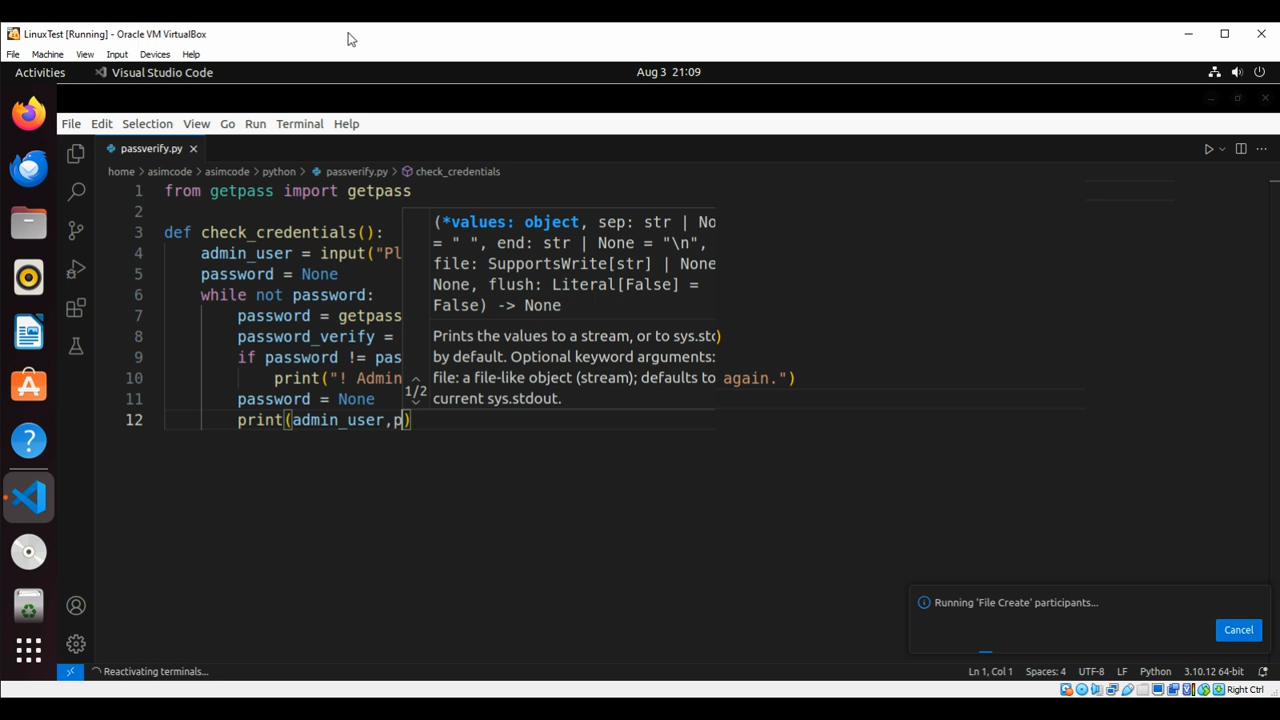 LinuxTest [Running] - Oracle VM VirtualBox
File Machine View Input Devices Help
Activities Visual Studio Code Aug 3 21:09
File Edit Selection View Go Run Terminal Help
passverify.py
home > asimcode > asimcode > python > passverify.py > check_credentials
1 from getpass import getpass
2
3 def check_credentials():
4 admin_user = input("Pl
5 password = None
6 while not password:
7 password = getpass
8 password_verify = )
9 if password != pas
10 print("! Admin again.")
11 password = None
12 print(admin_user,p)
(*values: object, sep: str | No
= " ", end: str | None = "\n",
file: SupportsWrite[str] | None
None, flush: Literal[False] =
False) -> None
Prints the values to a stream, or to sys.std
by default. Optional keyword arguments:
file: a file-like object (stream); defaults to
current sys.stdout.
1/2
Running 'File Create' participants...
Cancel
Reactivating terminals... Ln 1, Col 1 Spaces: 4 UTF-8 LF Python 3.10.12 64-bit
Right Ctrl